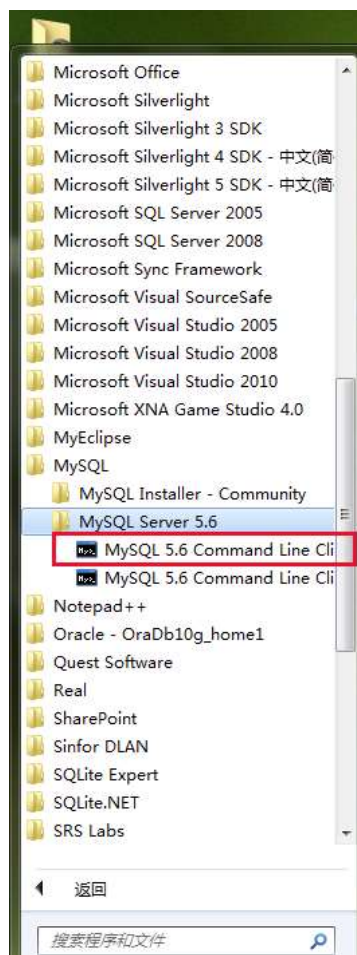 Microsoft Office
Microsoft Silverlight
Microsoft Silverlight 3 SDK
Microsoft Silverlight 4 SDK - 中文(简
Microsoft Silverlight 5 SDK - 中文(简
Microsoft SQL Server 2005
Microsoft SQL Server 2008
Microsoft Sync Framework
Microsoft Visual SourceSafe
Microsoft Visual Studio 2005
Microsoft Visual Studio 2008
Microsoft Visual Studio 2010
Microsoft XNA Game Studio 4.0
MyEclipse
MySQL
MySQL Installer - Community
MySQL Server 5.6
MySQL 5.6 Command Line Cli
MySQL 5.6 Command Line Cli
Notepad++
Oracle - OraDb10g_home1
Quest Software
Real
SharePoint
Sinfor DLAN
SQLite Expert
SQLite.NET
SRS Labs
返回
搜索程序和文件